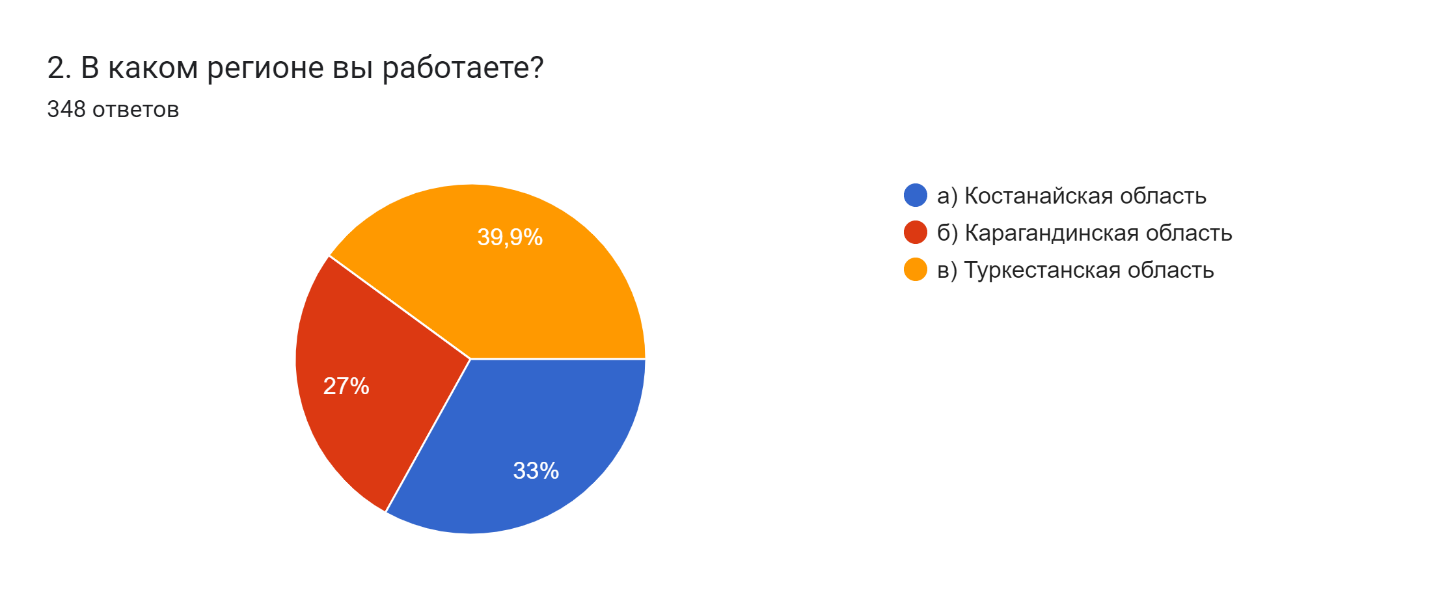 2. В каком регионе вы работаете?
348 ответов
39,9%
27%
33%
а) Костанайская область
б) Карагандинская область
в) Туркестанская область